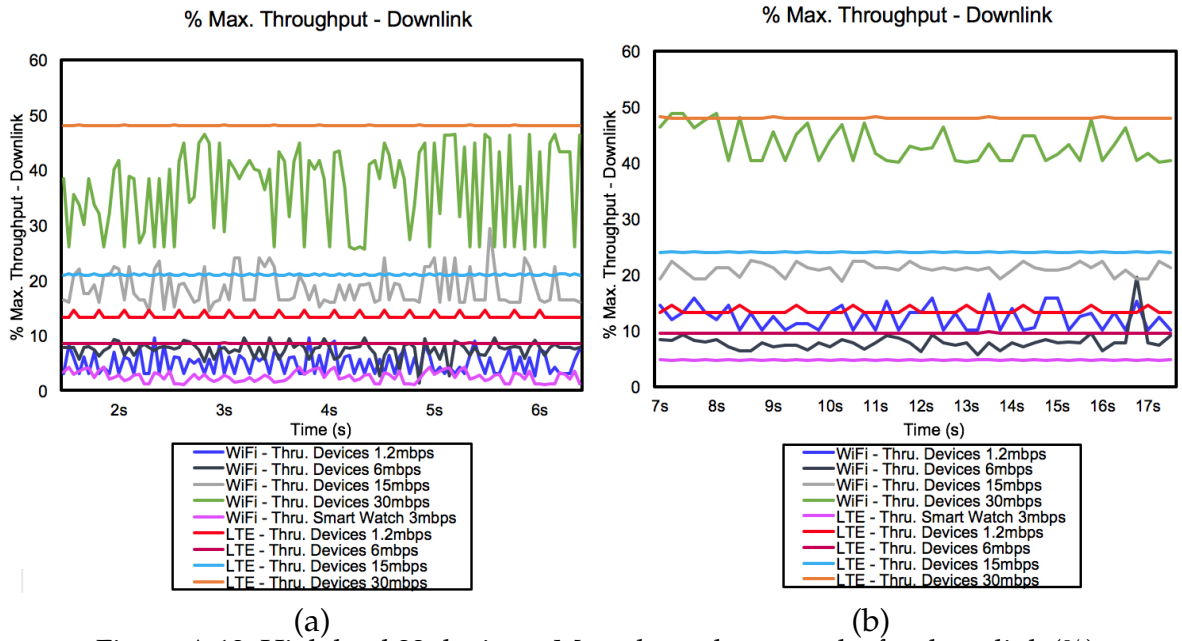 % Max. Throughput - Downlink
60
50
40
30
20
10
0
% Max. Throughput - Downlink
2s 3s 4s 5s 6s
Time (s)
WiFi - Thru. Devices 1.2mbps
WiFi - Thru. Devices 6mbps
WiFi - Thru. Devices 15mbps
WiFi - Thru. Devices 30mbps
WiFi - Thru. Smart Watch 3mbps
LTE - Thru. Devices 1.2mbps
LTE - Thru. Devices 6mbps
LTE - Thru. Devices 15mbps
LTE - Thru. Devices 30mbps
(a)
% Max. Throughput - Downlink
60
50
40
30
20
10
0
% Max. Throughput - Downlink
7s 8s 9s 10s 11s 12s 13s 14s 15s 16s 17s
Time (s)
WiFi - Thru. Devices 1.2mbps
WiFi - Thru. Devices 6mbps
WiFi - Thru. Devices 15mbps
WiFi - Thru. Devices 30mbps
LTE - Thru. Smart Watch 3mbps
LTE - Thru. Devices 1.2mbps
LTE - Thru. Devices 6mbps
LTE - Thru. Devices 15mbps
LTE - Thru. Devices 30mbps
(b)